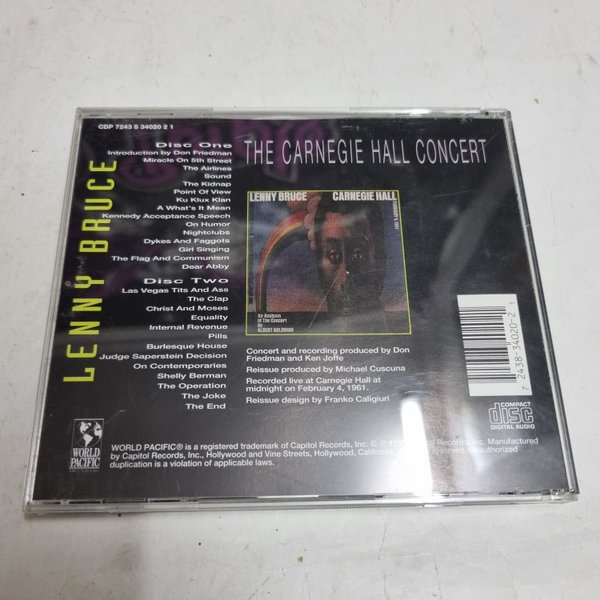 CDP 7243 8 34020 2 1
LENNY BRUCE
THE CARNEGIE HALL CONCERT
Disc One
Introduction by Don Friedman
Miracle On 5th Street
The Airlines
Sound
The Kidnap
Point Of View
Ku Klux Klan
A What's It Mean
Kennedy Acceptance Speech
On Humor
Nightclubs
Dykes And Faggots
Girl Singing
The Flag And Communism
Dear Abby
Disc Two
Las Vegas Tits And Ass
The Clap
Christ And Moses
Equality
Internal Revenue
Pills
Burlesque House
Judge Saperstein Decision
On Contemporaries
Shelly Berman
The Operation
The Joke
The End
LENNY BRUCE CARNEGIE HALL
FEBRUARY 4, 1961
An Analysis
of The Concert
by
ALBERT GOLDMAN
Concert and recording produced by Don
Friedman and Ken Joffe
Reissue produced by Michael Cuscuna
Recorded live at Carnegie Hall at
midnight on February 4, 1961.
Reissue design by Franko Caligiuri
7 2438-34020-2 1
COMPACT
disc
DIGITAL AUDIO
WORLD
PACIFIC
WORLD PACIFIC® is a registered trademark of Capitol Records, Inc. © ℗ Records, Inc. Manufactured
by Capitol Records, Inc., Hollywood and Vine Streets, Hollywood, California. reserved. Unauthorized
duplication is a violation of applicable laws.